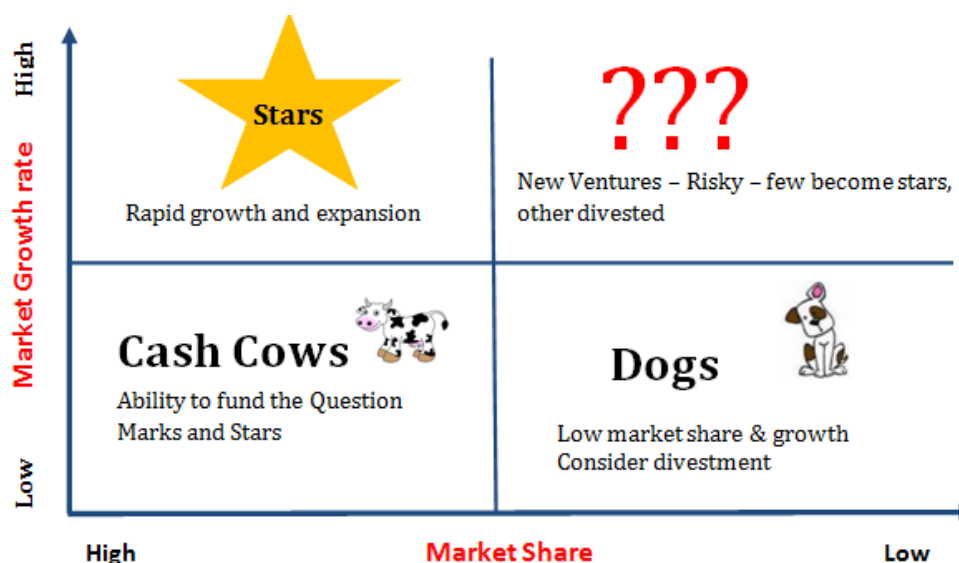 High
Market Growth rate
Low
Stars
Rapid growth and expansion
???
New Ventures – Risky – few become stars,
other divested
Cash Cows
Ability to fund the Question
Marks and Stars
Dogs
Low market share & growth
Consider divestment
High
Market Share
Low